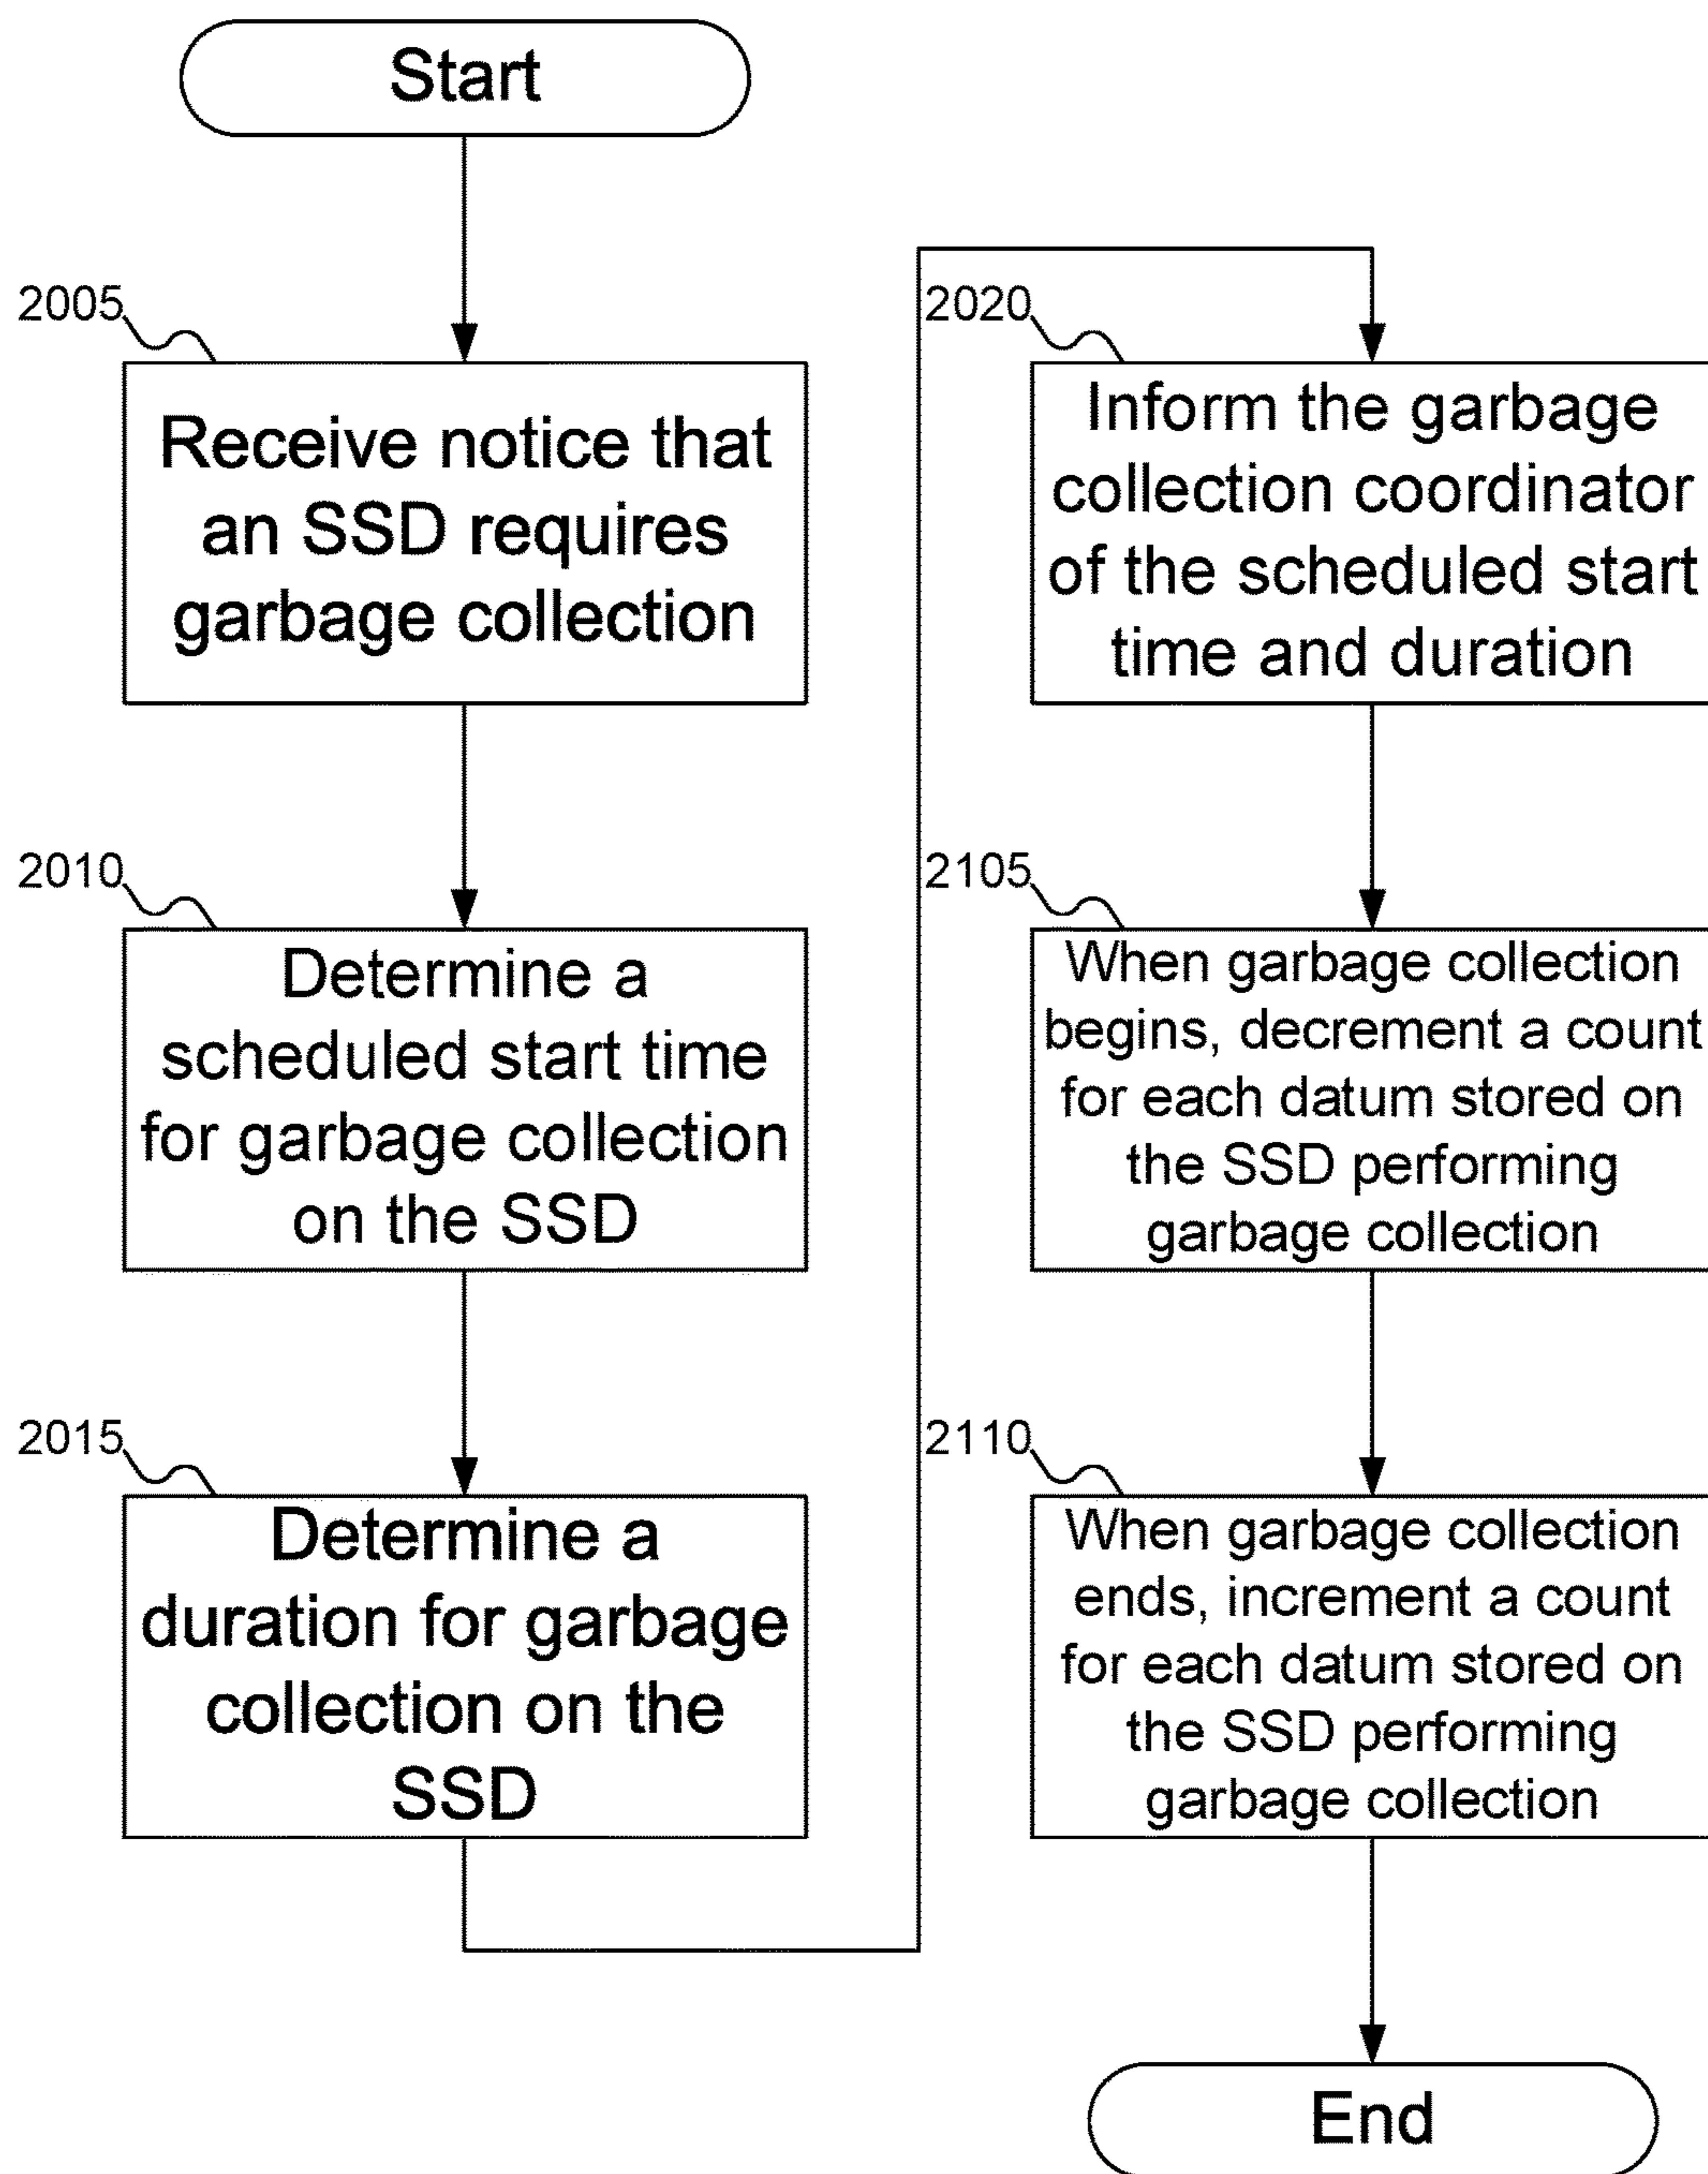 Start
2005
Receive notice that
an SSD requires
garbage collection
2010
Determine a
scheduled start time
for garbage collection
on the SSD
2015
Determine a
duration for garbage
collection on the
SSD
2020
Inform the garbage
collection coordinator
of the scheduled start
time and duration
2105
When garbage collection
begins, decrement a count
for each datum stored on
the SSD performing
garbage collection
2110
When garbage collection
ends, increment a count
for each datum stored on
the SSD performing
garbage collection
End